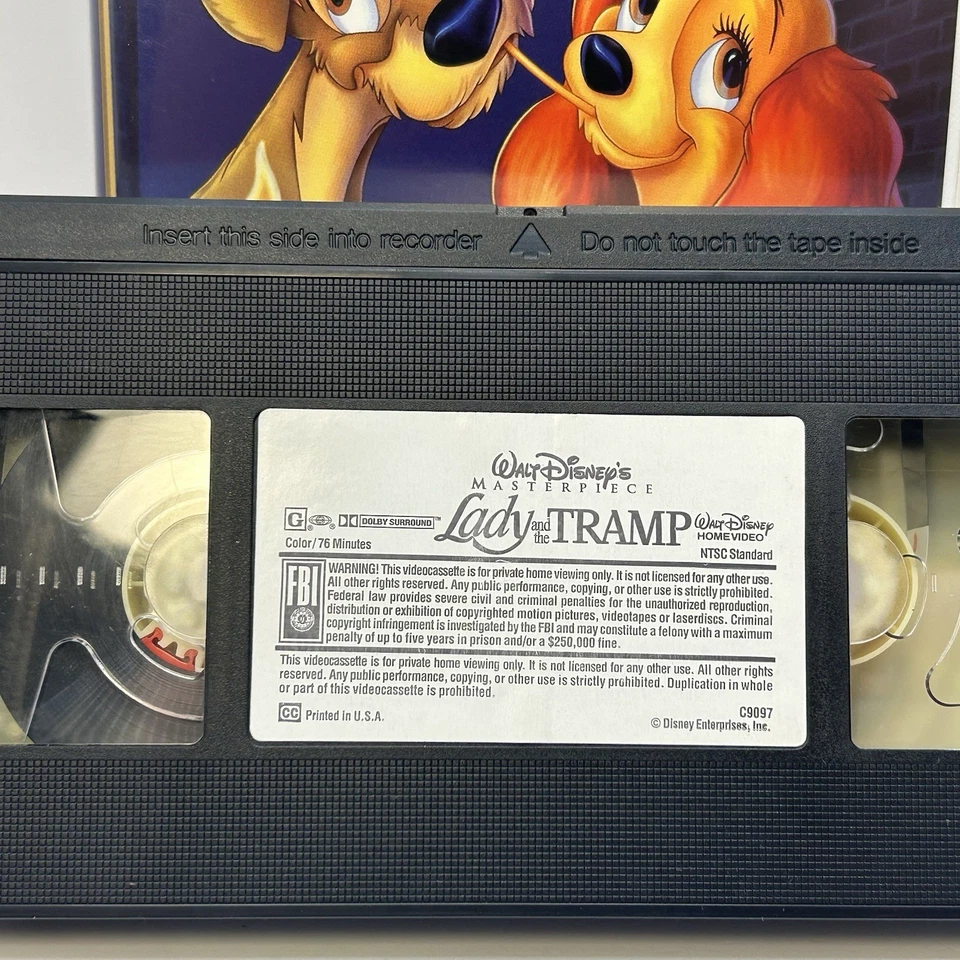 Insert this side into recorder Do not touch the tape inside
WALT DISNEY'S
MASTERPIECE
Lady and the TRAMP
G DOLBY SURROUND WALT DISNEY
HOME VIDEO
Color/76 Minutes NTSC Standard
FBI
WARNING! This videocassette is for private home viewing only. It is not licensed for any other use.
All other rights reserved. Any public performance, copying, or other use is strictly prohibited.
Federal law provides severe civil and criminal penalties for the unauthorized reproduction,
distribution or exhibition of copyrighted motion pictures, videotapes or laserdiscs. Criminal
copyright infringement is investigated by the FBI and may constitute a felony with a maximum
penalty of up to five years in prison and/or a $250,000 fine.
This videocassette is for private home viewing only. It is not licensed for any other use. All other rights
reserved. Any public performance, copying, or other use is strictly prohibited. Duplication in whole
or part of this videocassette is prohibited.
CC Printed in U.S.A. C9097
© Disney Enterprises, Inc.